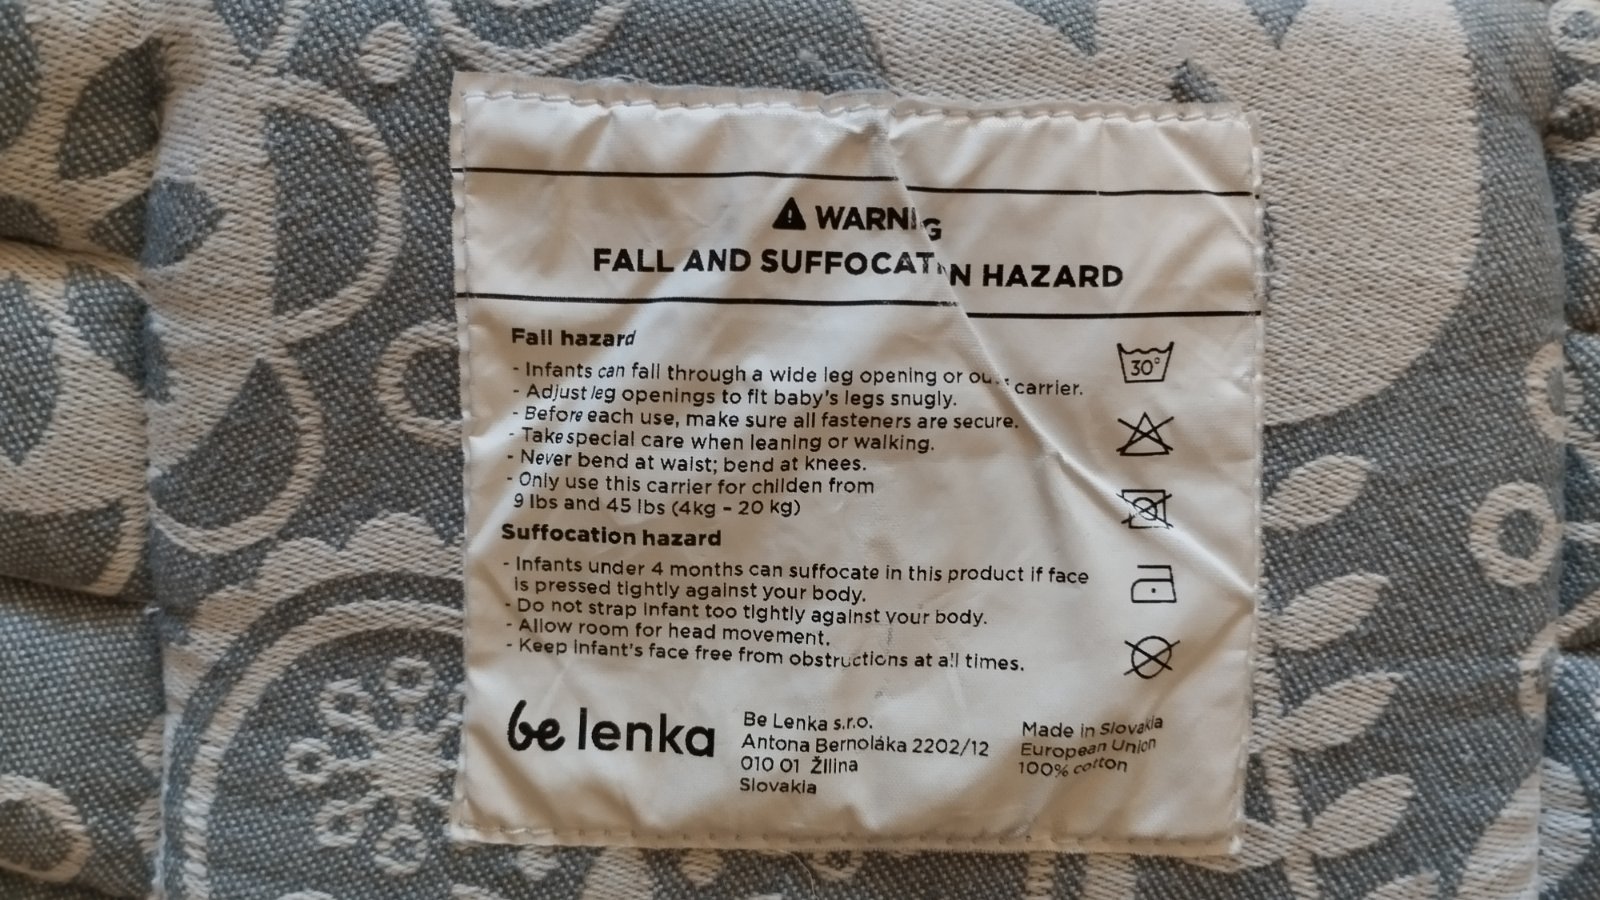 WARNI G
FALL AND SUFFOCAT N HAZARD
Fall hazard
- Infants can fall through a wide leg opening or carrier.
- Adjust leg openings to fit baby's legs snugly.
- Before each use, make sure all fasteners are secure.
- Take special care when leaning or walking.
- Never bend at waist; bend at knees.
- Only use this carrier for childen from
9 lbs and 45 lbs (4kg - 20 kg)
Suffocation hazard
- Infants under 4 months can suffocate in this product if face
is pressed tightly against your body.
- Do not strap infant too tightly against your body.
- Allow room for head movement.
- Keep infant's face free from obstructions at all times.
30°
be lenka
Be Lenka s.r.o.
Antona Bernoláka 2202/12
010 01 Žilina
Slovakia
Made in Slovakia
European Union
100% cotton